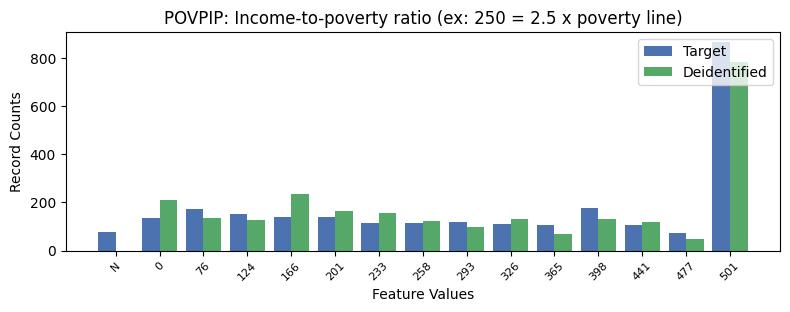 POVPIP: Income-to-poverty ratio (ex: 250 = 2.5 x poverty line)
Target
Deidentified
Record Counts
800
600
400
200
0
N 0 76 124 166 201 233 258 293 326 365 398 441 477 501
Feature Values